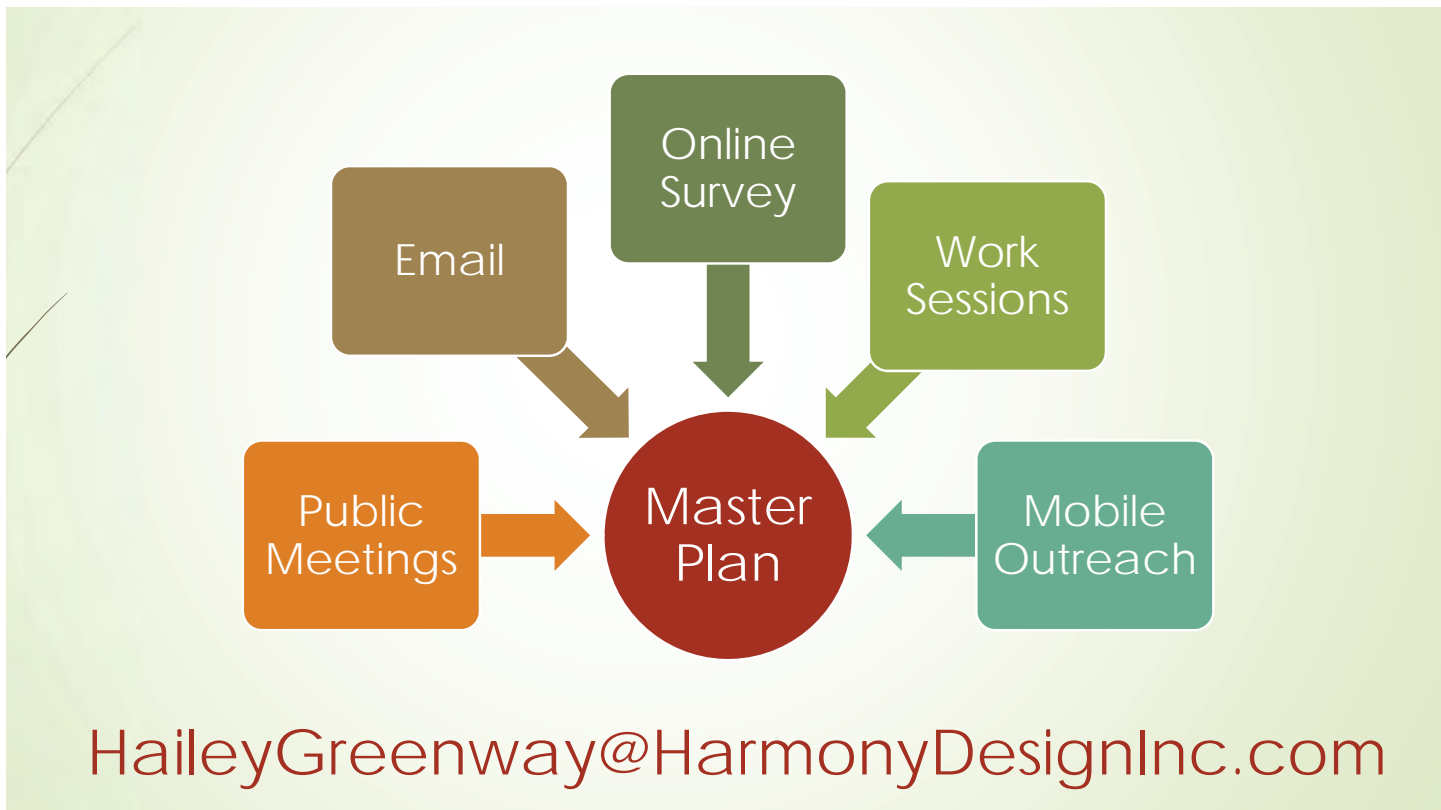 Online
Survey
Email
Work
Sessions
Public
Meetings
Master
Plan
Mobile
Outreach
HaileyGreenway@HarmonyDesignInc.com